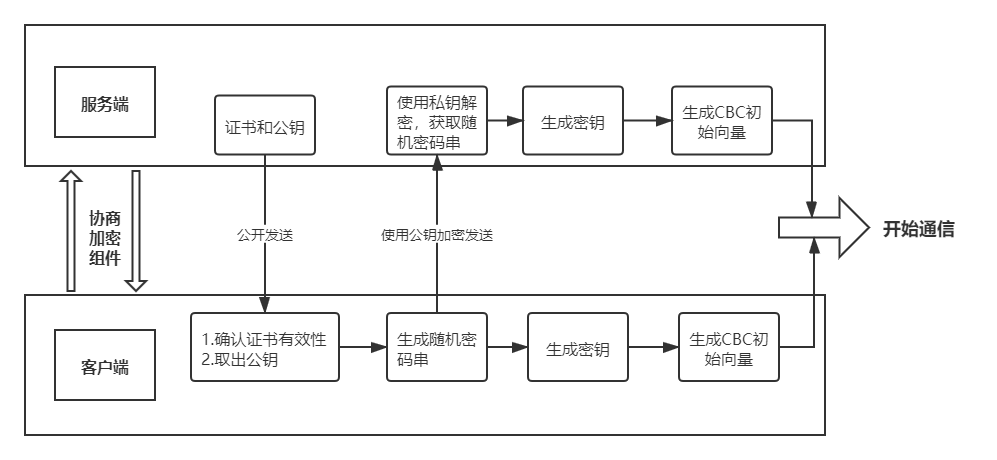 服务端
证书和公钥
使用私钥解
密，获取随
机密码串
生成密钥
生成CBC初
始向量
协商
加密
组件
公开发送
使用公钥加密发送
开始通信
客户端
1.确认证书有效性
2.取出公钥
生成随机密
码串
生成密钥
生成CBC初
始向量